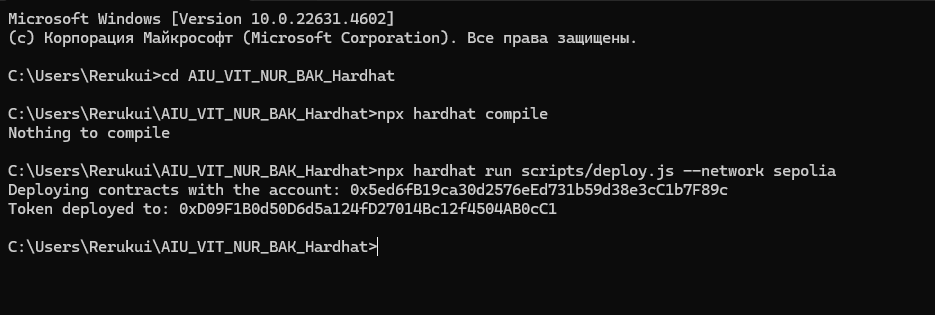 Microsoft Windows [Version 10.0.22631.4602]
(c) Корпорация Майкрософт (Microsoft Corporation). Все права защищены.
C:\Users\Rerukui>cd AIU_VIT_NUR_BAK_Hardhat
C:\Users\Rerukui\AIU_VIT_NUR_BAK_Hardhat>npx hardhat compile
Nothing to compile
C:\Users\Rerukui\AIU_VIT_NUR_BAK_Hardhat>npx hardhat run scripts/deploy.js --network sepolia
Deploying contracts with the account: 0x5ed6fB19ca30d2576eEd731b59d38e3cC1b7F89c
Token deployed to: 0xD09F1B0d50D6d5a124fD27014Bc12f4504AB0cC1
C:\Users\Rerukui\AIU_VIT_NUR_BAK_Hardhat>